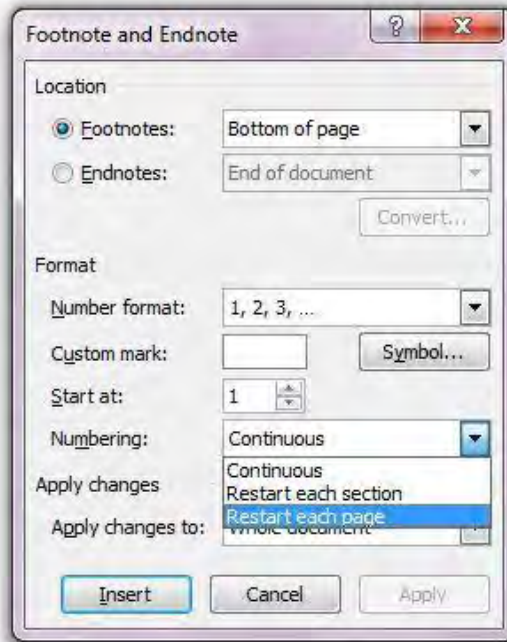 Footnote and Endnote
Location
Footnotes: Bottom of page
Endnotes: End of document
Convert...
Format
Number format: 1, 2, 3, ...
Custom mark: Symbol...
Start at: 1
Numbering: Continuous
Continuous
Apply changes
Restart each section
Restart each page
Apply changes to: Whole document
Insert Cancel Apply